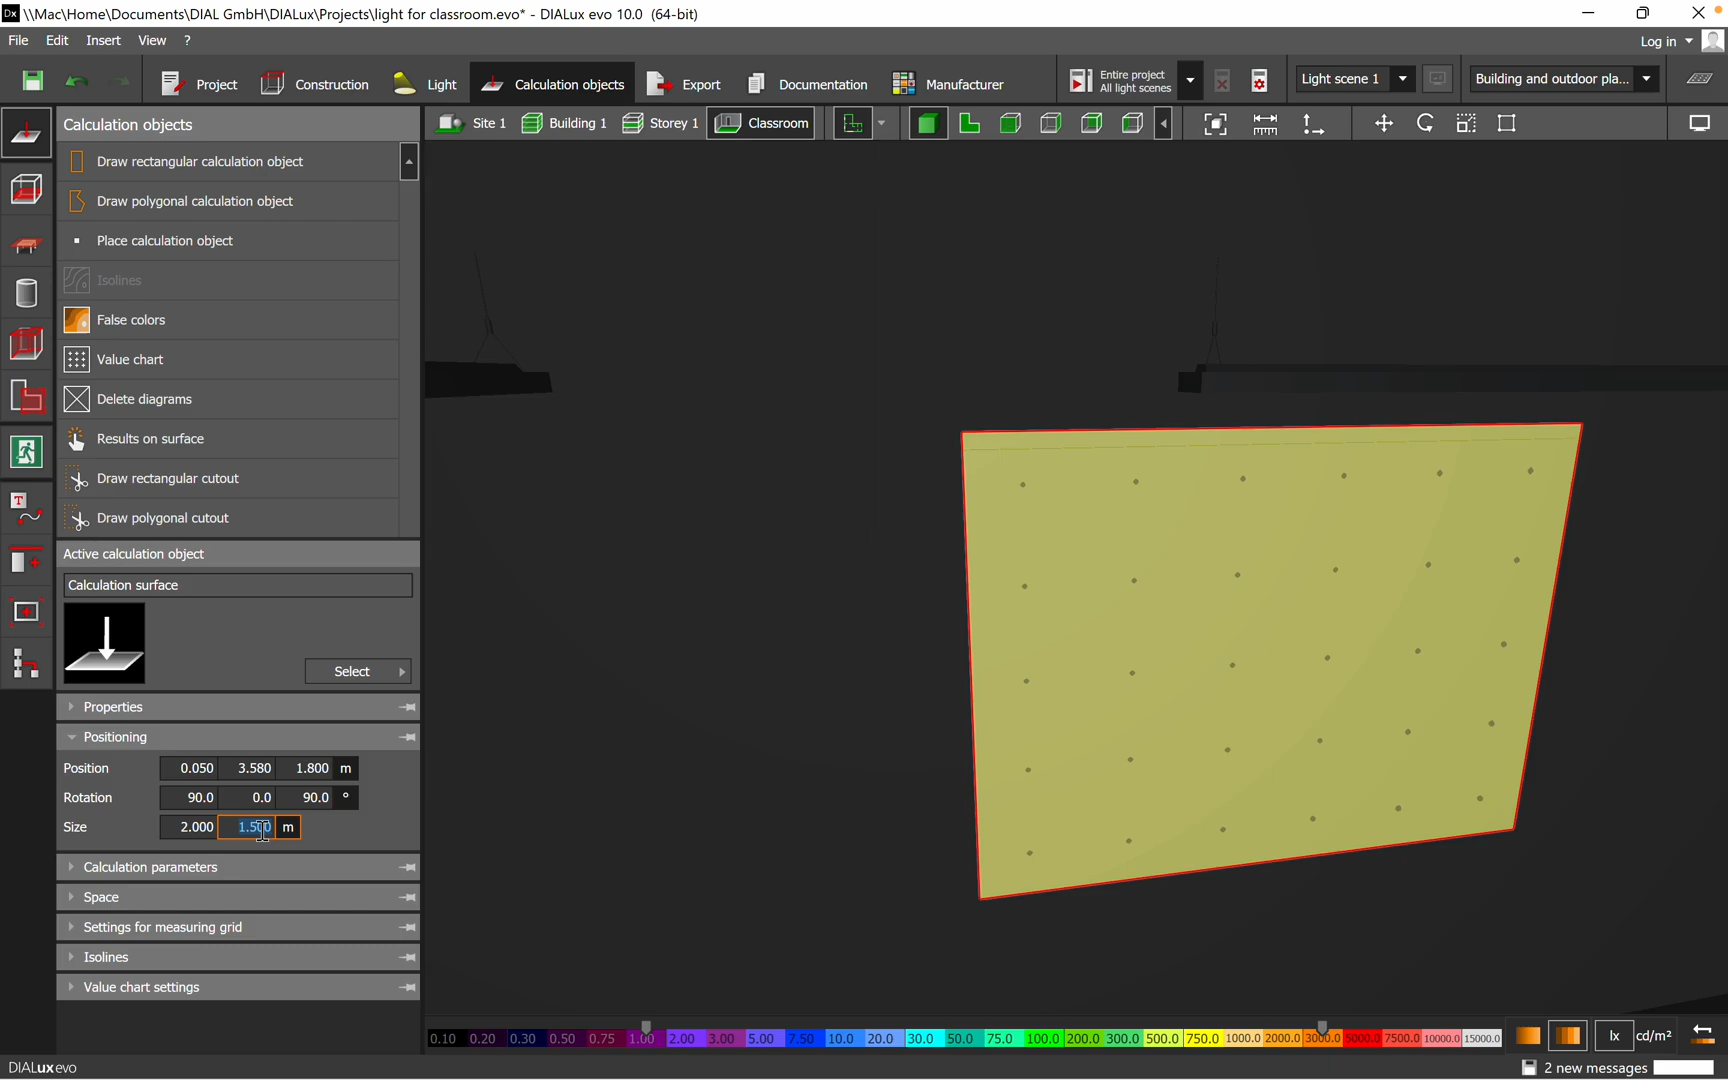 Dx \\Mac\Home\Documents\DIAL GmbH\DIALux\Projects\light for classroom.evo* - DIALux evo 10.0 (64-bit)
File Edit Insert View ? Log in
Project Construction Light Calculation objects Export Documentation Manufacturer Entire project All light scenes Light scene 1 Building and outdoor pla...
Calculation objects Site 1 Building 1 Storey 1 Classroom
Draw rectangular calculation object
Draw polygonal calculation object
Place calculation object
Isolines
False colors
Value chart
Delete diagrams
Results on surface
Draw rectangular cutout
Draw polygonal cutout
Active calculation object
Calculation surface
Select
Properties
Positioning
Position 0.050 3.580 1.800 m
Rotation 90.0 0.0 90.0 °
Size 2.000 1.500 m
Calculation parameters
Space
Settings for measuring grid
Isolines
Value chart settings
0.10 0.20 0.30 0.50 0.75 1.00 2.00 3.00 5.00 7.50 10.0 20.0 30.0 50.0 75.0 100.0 200.0 300.0 500.0 750.0 1000.0 2000.0 3000.0 5000.0 7500.0 10000.0 15000.0 lx cd/m²
DIALux evo 2 new messages